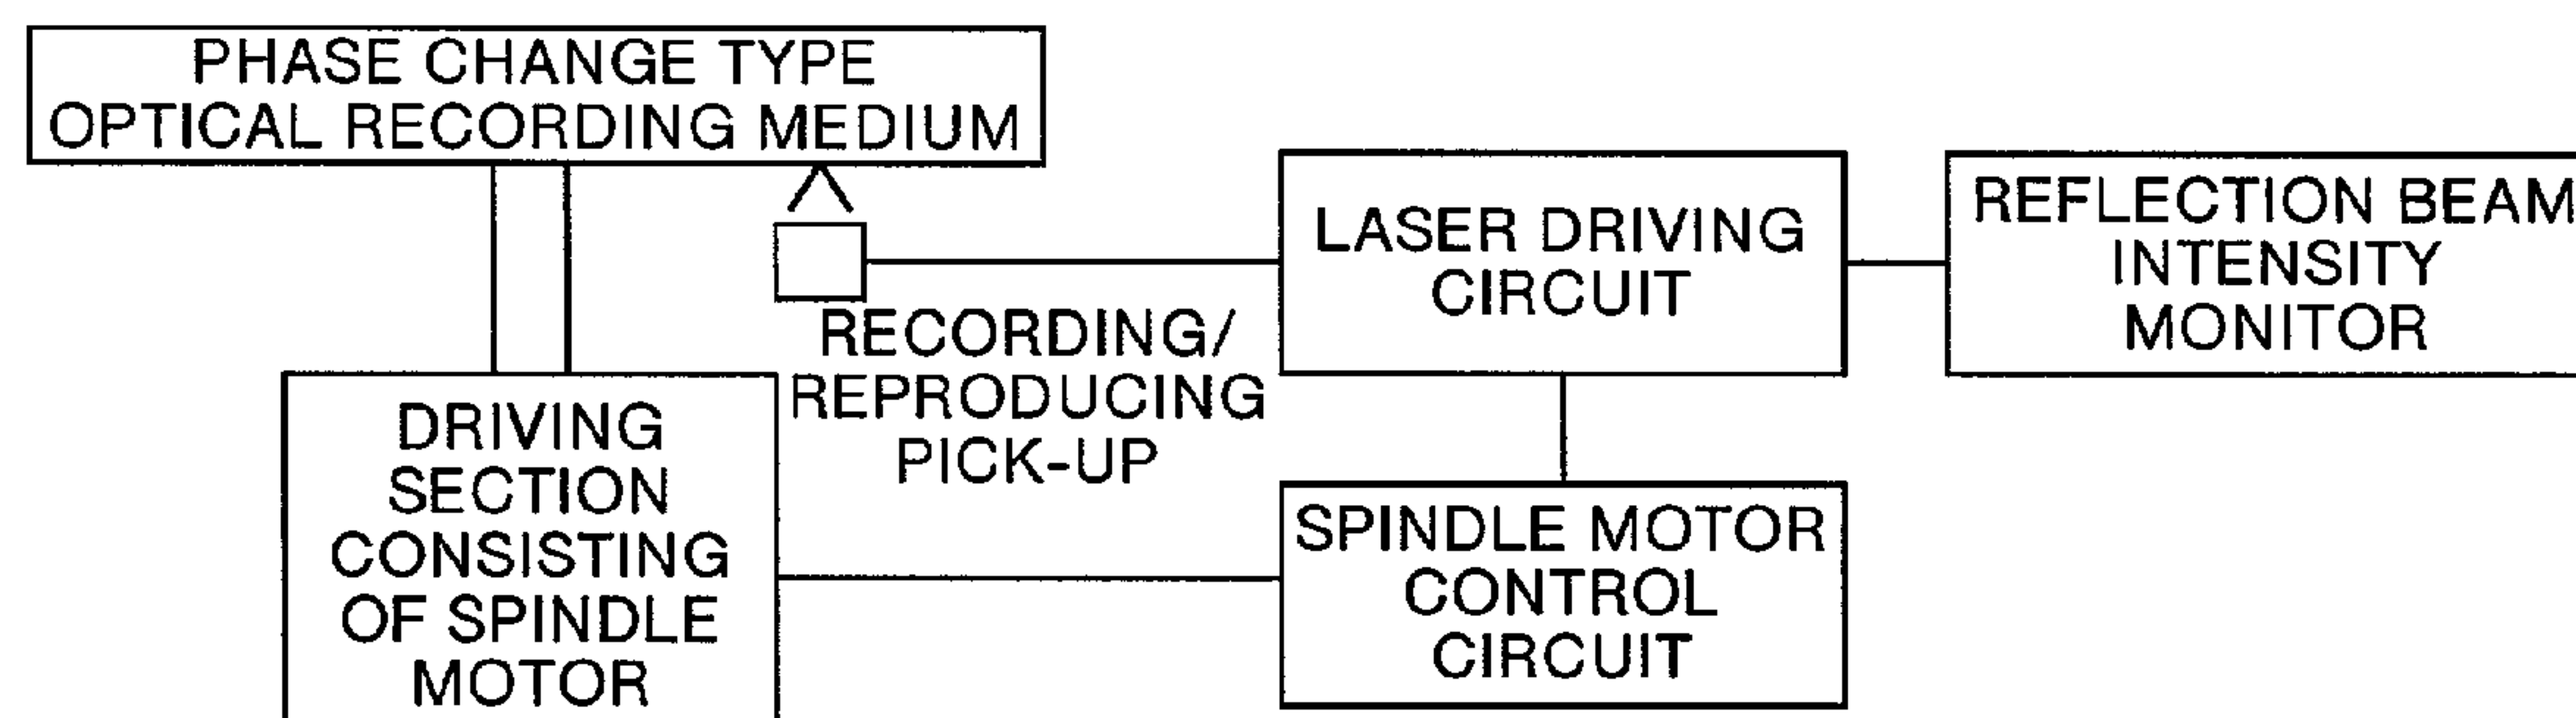 PHASE CHANGE TYPE
OPTICAL RECORDING MEDIUM
LASER DRIVING
CIRCUIT
REFLECTION BEAM
INTENSITY
MONITOR
RECORDING/
REPRODUCING
PICK-UP
DRIVING
SECTION
CONSISTING
OF SPINDLE
MOTOR
SPINDLE MOTOR
CONTROL
CIRCUIT